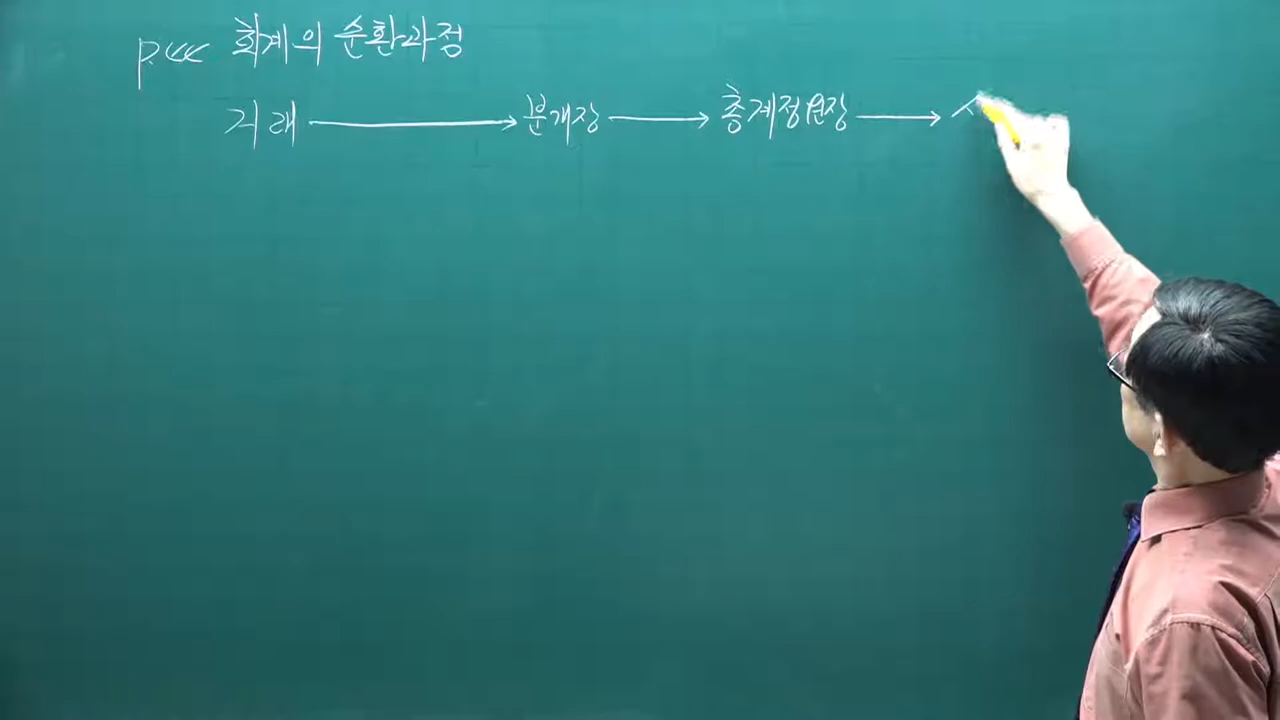 p.<<< 회계의 순환과정
거래 → 분개장 → 총계정원장 → ㅅ